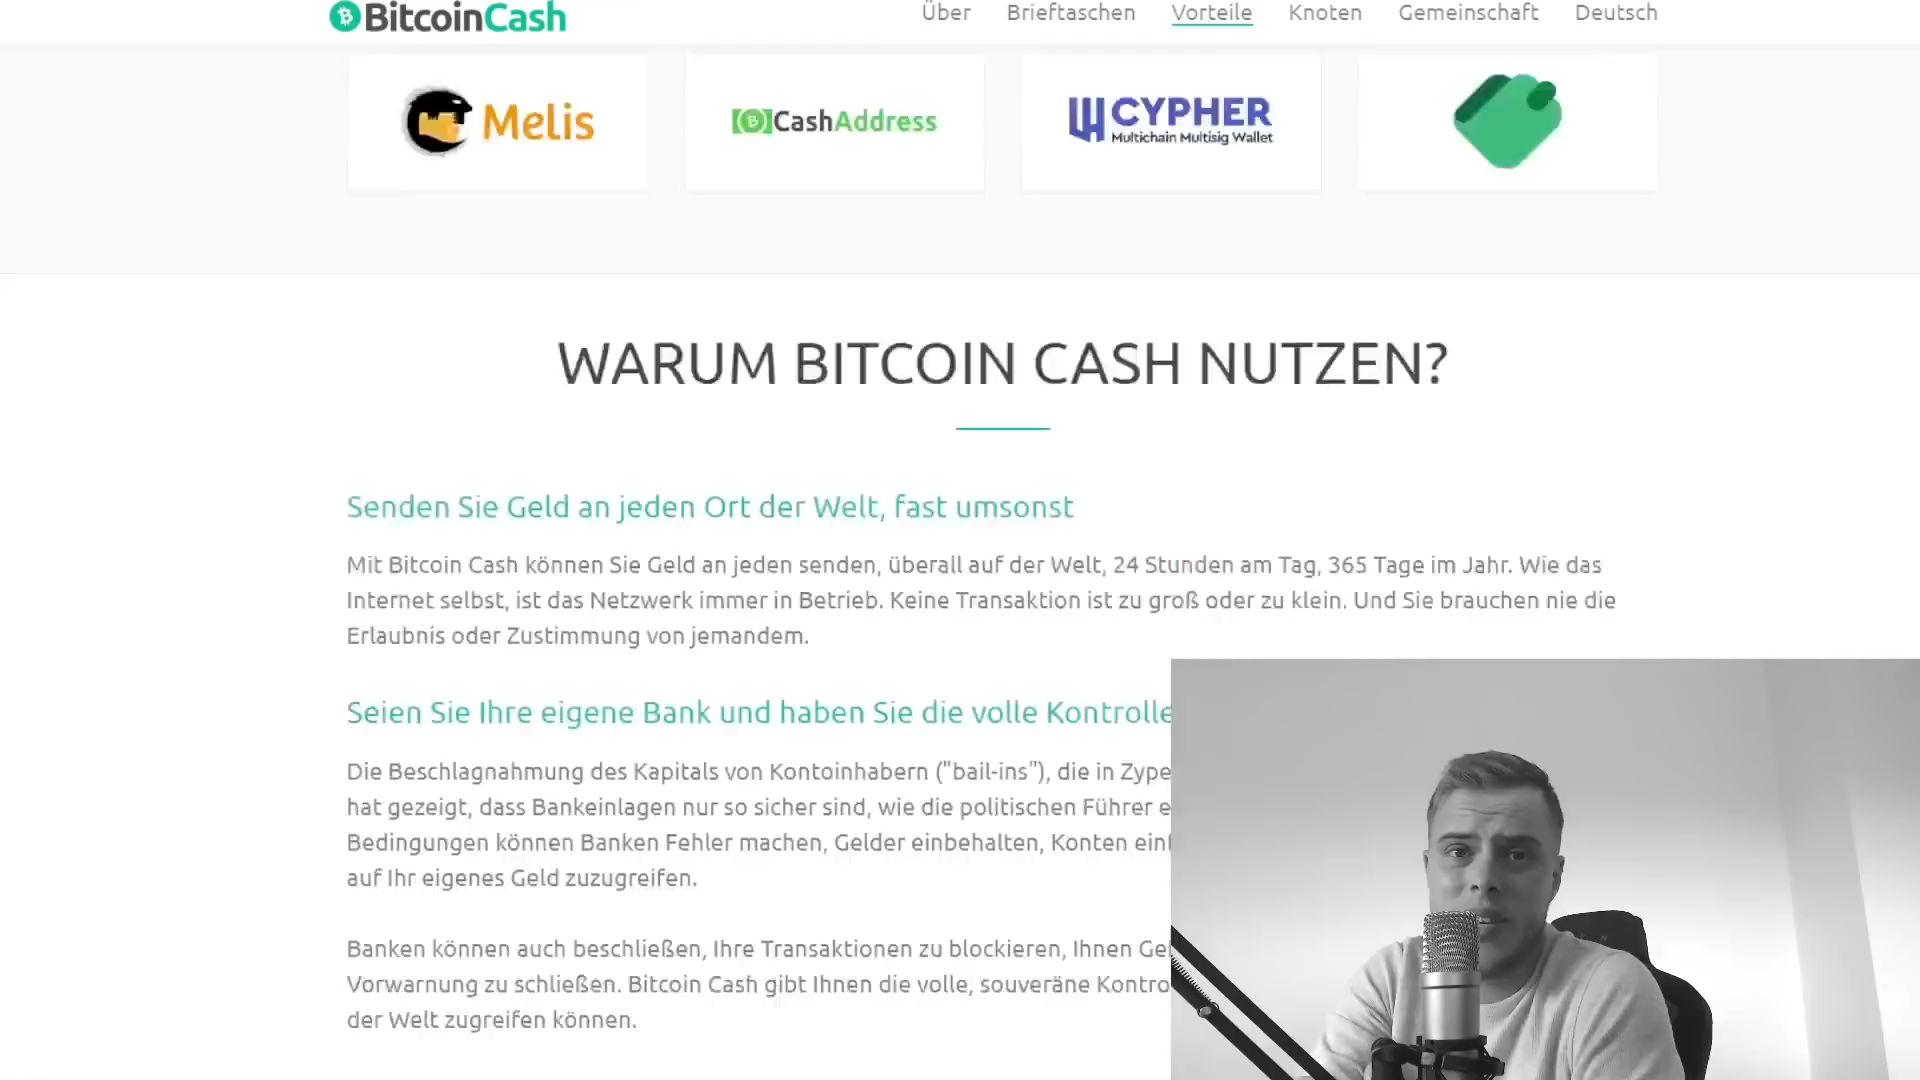 BitcoinCash
Über Brieftaschen Vorteile Knoten Gemeinschaft Deutsch
Melis
CashAddress
CYPHER
Multichain Multisig Wallet
WARUM BITCOIN CASH NUTZEN?
Senden Sie Geld an jeden Ort der Welt, fast umsonst
Mit Bitcoin Cash können Sie Geld an jeden senden, überall auf der Welt, 24 Stunden am Tag, 365 Tage im Jahr. Wie das
Internet selbst, ist das Netzwerk immer in Betrieb. Keine Transaktion ist zu groß oder zu klein. Und Sie brauchen nie die
Erlaubnis oder Zustimmung von jemandem.
Seien Sie Ihre eigene Bank und haben Sie die volle Kontrolle
Die Beschlagnahmung des Kapitals von Kontoinhabern ("bail-ins"), die in Zype
hat gezeigt, dass Bankeinlagen nur so sicher sind, wie die politischen Führer e
Bedingungen können Banken Fehler machen, Gelder einbehalten, Konten ein
auf Ihr eigenes Geld zuzugreifen.
Banken können auch beschließen, Ihre Transaktionen zu blockieren, Ihnen Ge
Vorwarnung zu schließen. Bitcoin Cash gibt Ihnen die volle, souveräne Kontro
der Welt zugreifen können.